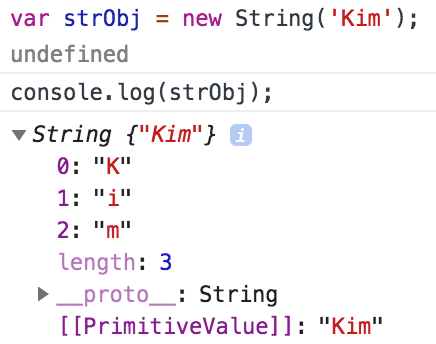 var strObj = new String('Kim');
undefined
console.log(strObj);
▼String {"Kim"} i
0: "K"
1: "i"
2: "m"
length: 3
▶__proto__: String
[[PrimitiveValue]]: "Kim"